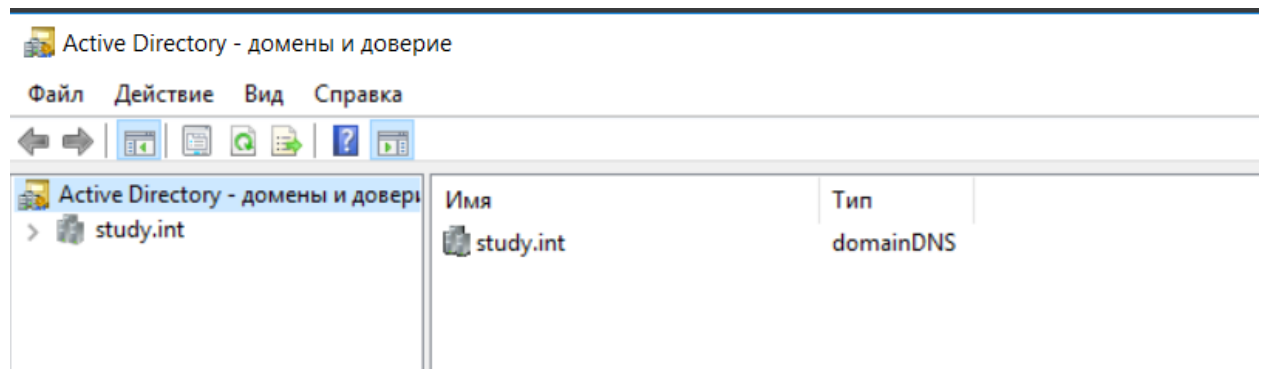 Active Directory - домены и доверие
Файл Действие Вид Справка
Active Directory - домены и довери
Имя Тип
study.int
study.int domainDNS